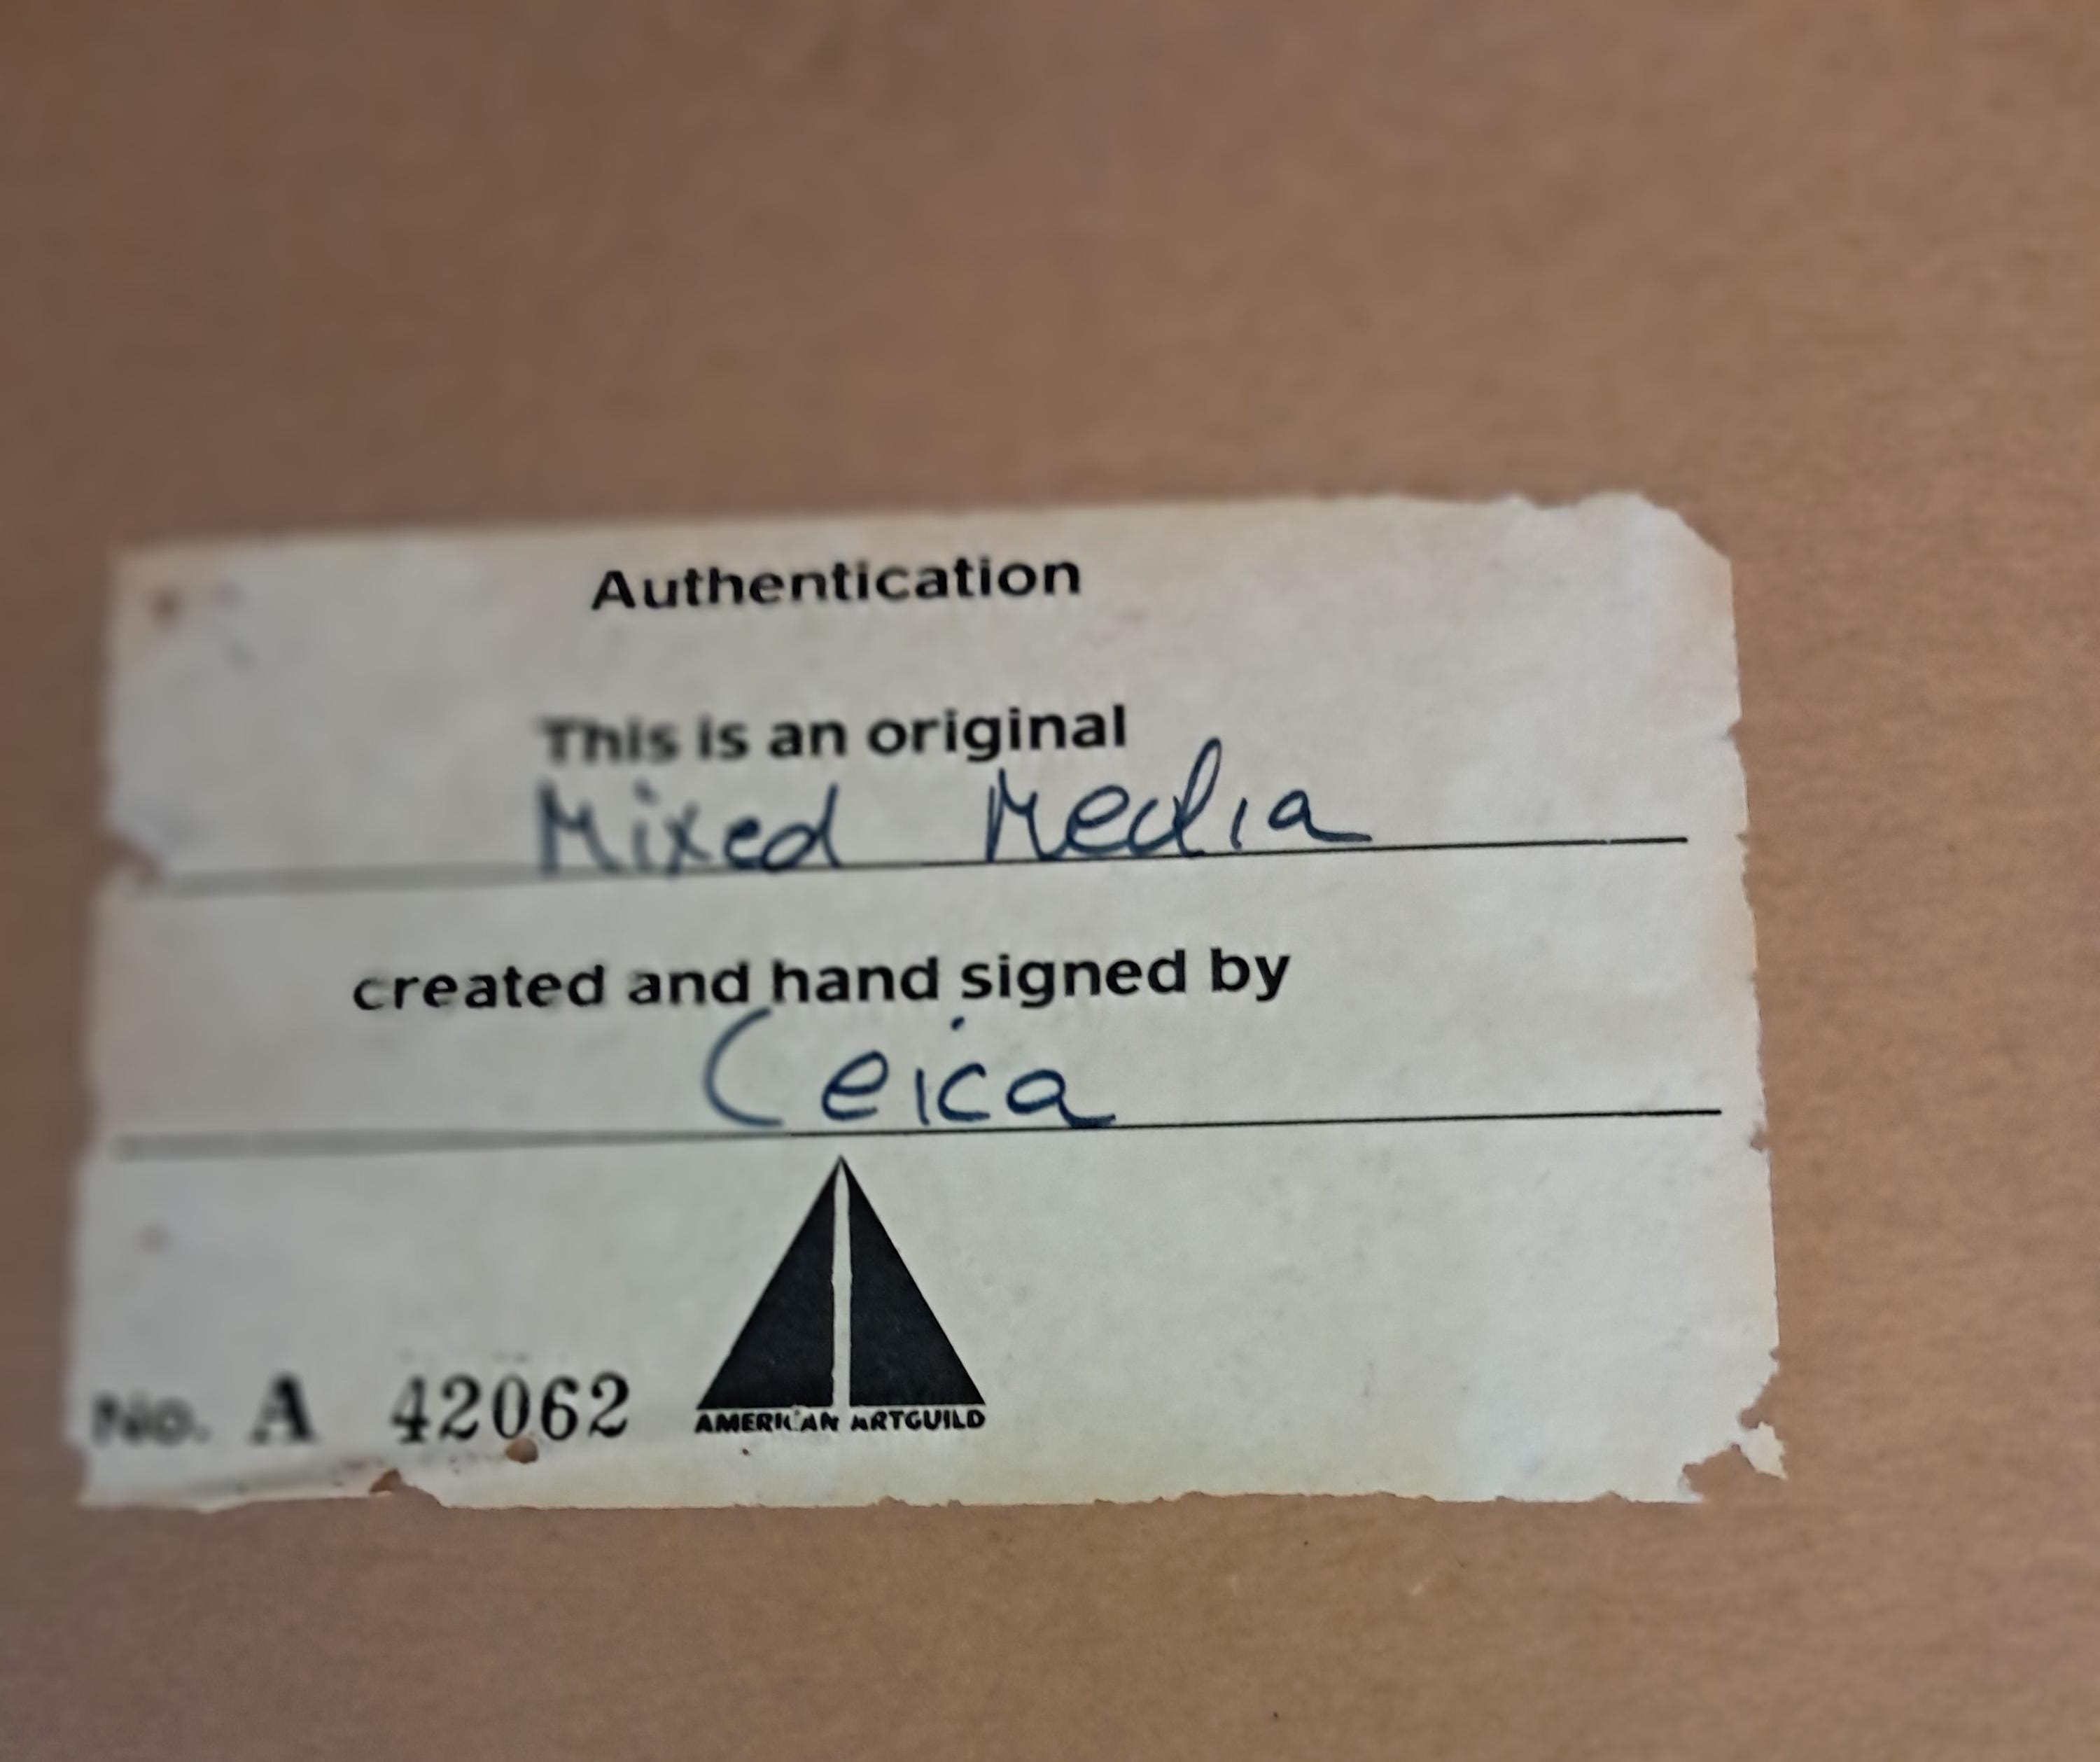 Authentication
This is an original
Mixed Media
created and hand signed by
Ceica
No. A 42062
AMERICAN ARTGUILD